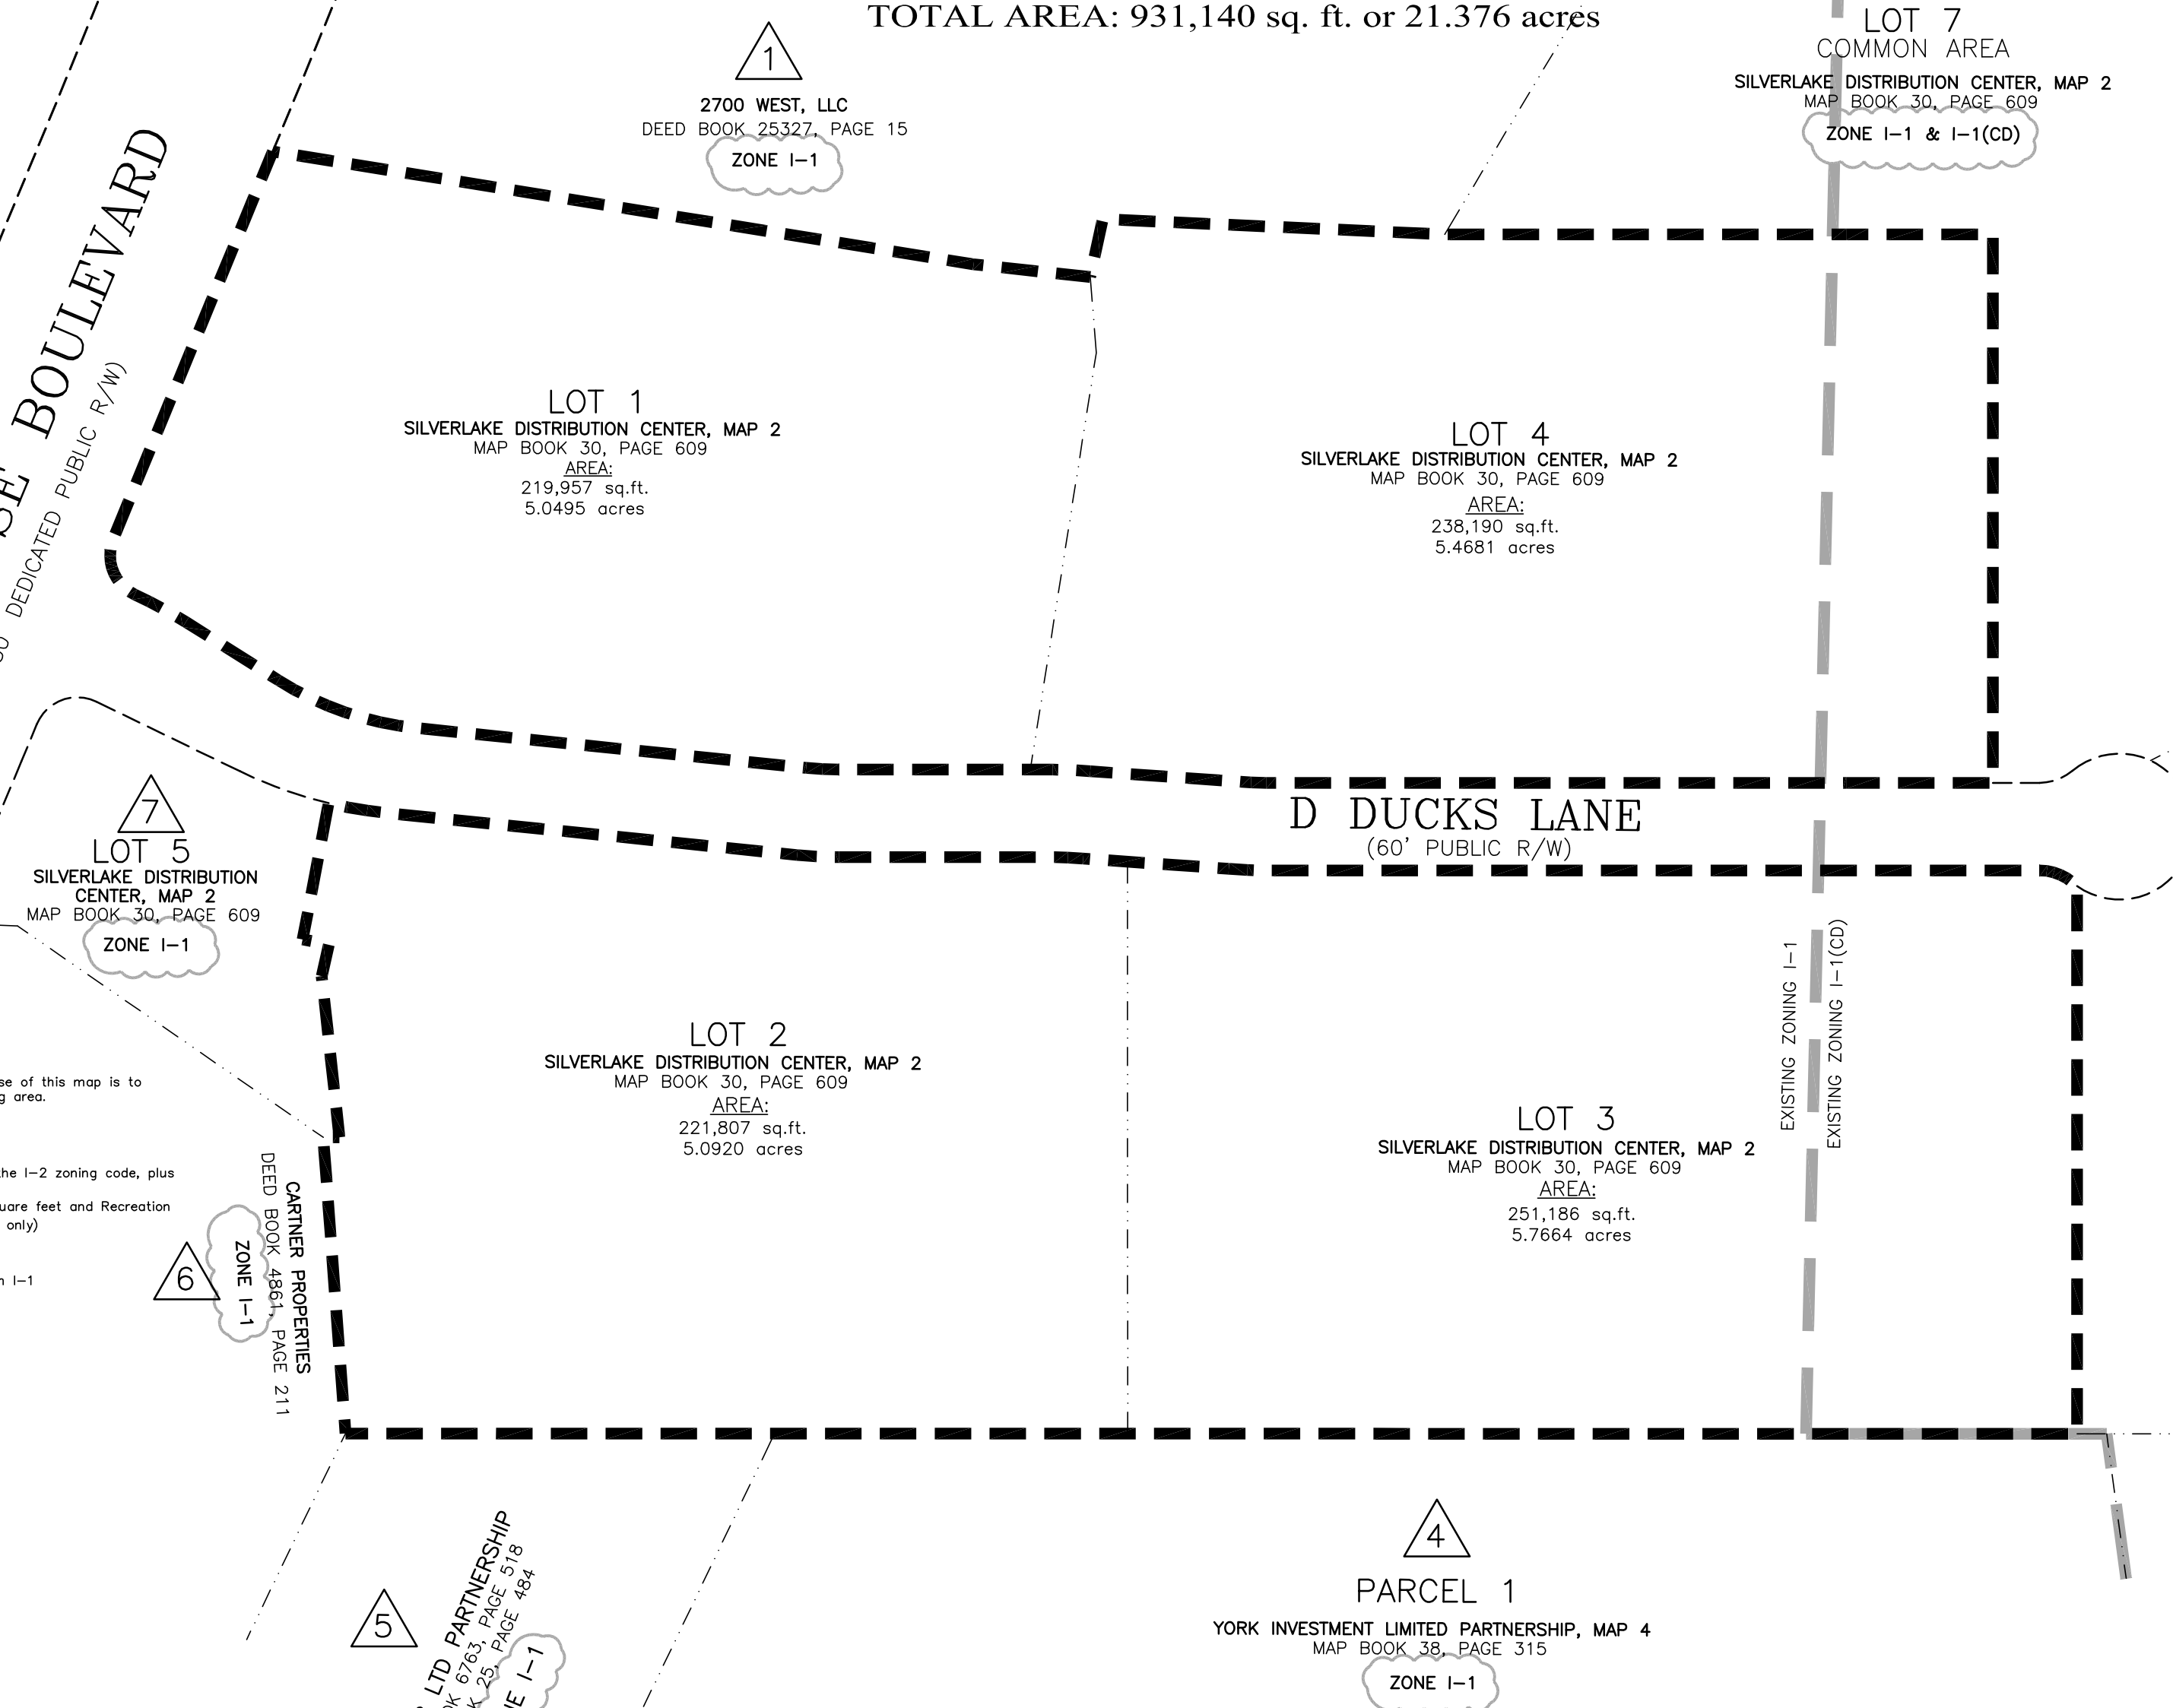 TOTAL AREA: 931,140 sq. ft. or 21.376 acres
1
2700 WEST, LLC
DEED BOOK 25327, PAGE 15
ZONE I-1
LOT 7
COMMON AREA
SILVERLAKE DISTRIBUTION CENTER, MAP 2
MAP BOOK 30, PAGE 609
ZONE I-1 & I-1(CD)
BOULEVARD
DEDICATED PUBLIC R/W)
LOT 1
SILVERLAKE DISTRIBUTION CENTER, MAP 2
MAP BOOK 30, PAGE 609
AREA:
219,957 sq.ft.
5.0495 acres
LOT 4
SILVERLAKE DISTRIBUTION CENTER, MAP 2
MAP BOOK 30, PAGE 609
AREA:
238,190 sq.ft.
5.4681 acres
D DUCKS LANE
(60' PUBLIC R/W)
7
LOT 5
SILVERLAKE DISTRIBUTION
CENTER, MAP 2
MAP BOOK 30, PAGE 609
ZONE I-1
EXISTING ZONING I-1
EXISTING ZONING I-1(CD)
LOT 2
SILVERLAKE DISTRIBUTION CENTER, MAP 2
MAP BOOK 30, PAGE 609
AREA:
221,807 sq.ft.
5.0920 acres
LOT 3
SILVERLAKE DISTRIBUTION CENTER, MAP 2
MAP BOOK 30, PAGE 609
AREA:
251,186 sq.ft.
5.7664 acres
of this map is to
area.
the I-2 zoning code, plus
feet and Recreation
only)
I-1
CARTNER PROPERTIES
DEED BOOK 4861, PAGE 211
ZONE I-1
6
5
LTD PARTNERSHIP
6763, PAGE 518
25, PAGE 484
I-1
4
PARCEL 1
YORK INVESTMENT LIMITED PARTNERSHIP, MAP 4
MAP BOOK 38, PAGE 315
ZONE I-1